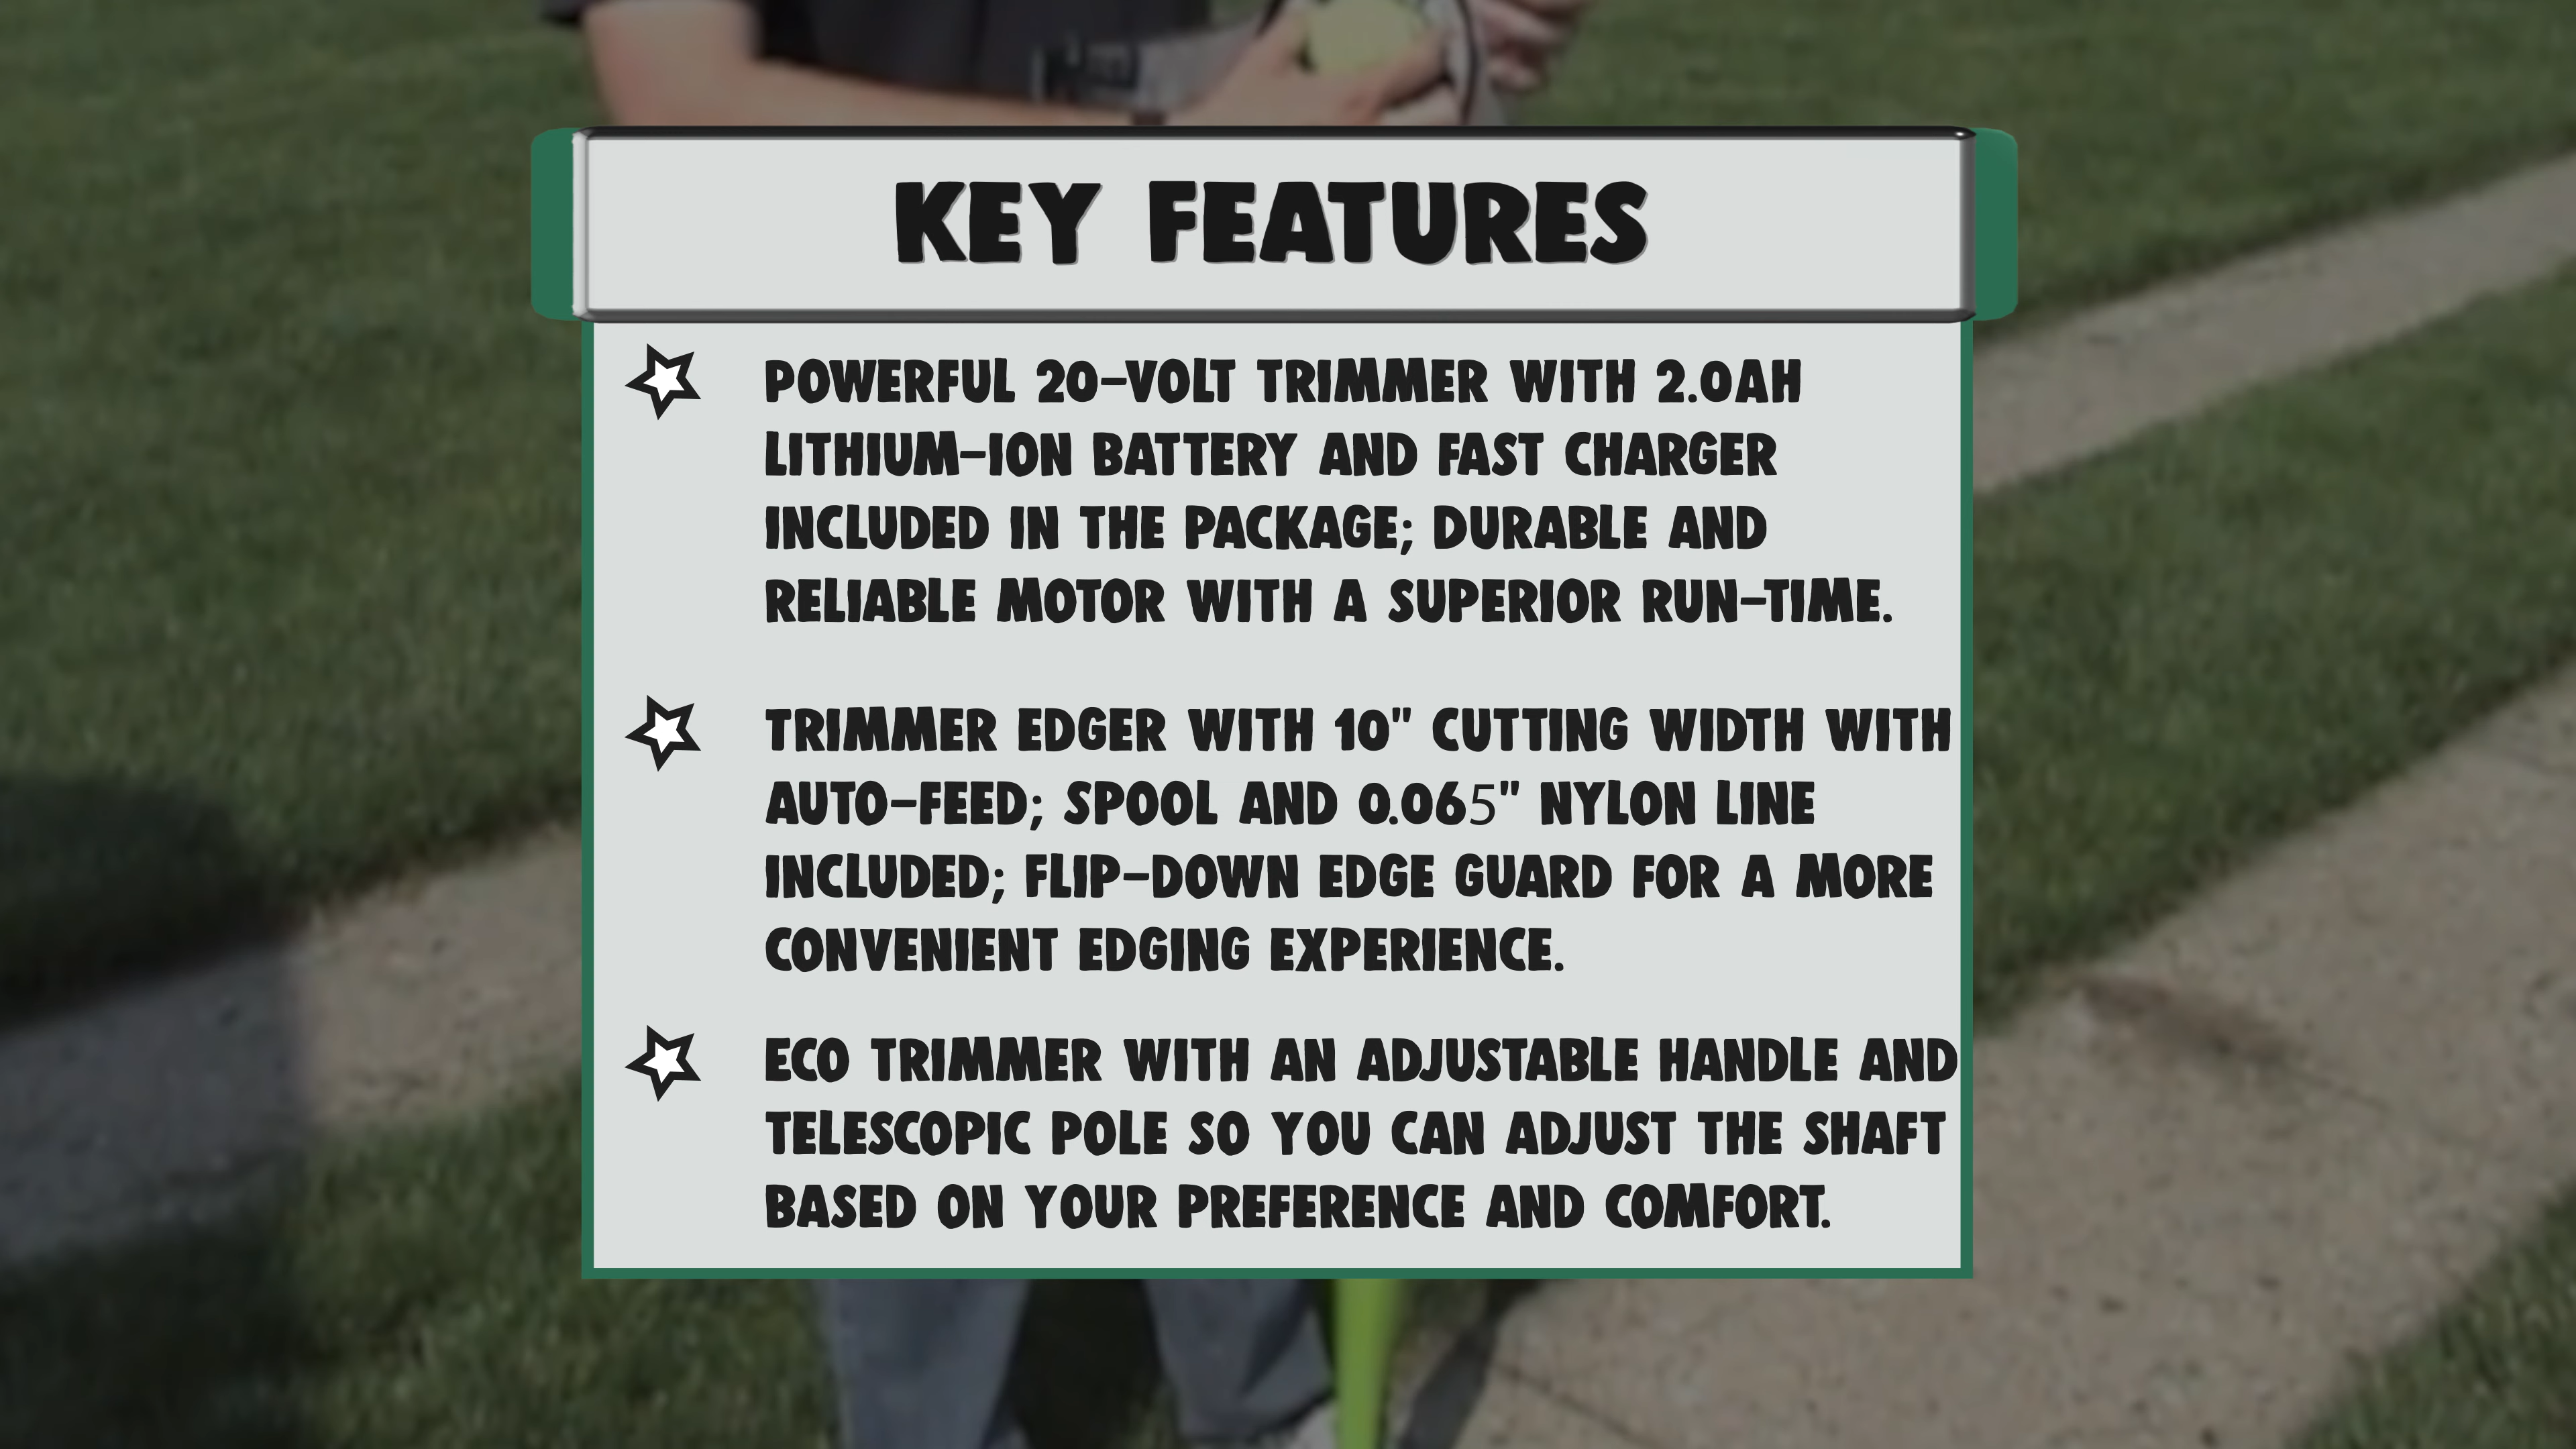 KEY FEATURES
POWERFUL 20-VOLT TRIMMER WITH 2.0AH
LITHIUM-ION BATTERY AND FAST CHARGER
INCLUDED IN THE PACKAGE; DURABLE AND
RELIABLE MOTOR WITH A SUPERIOR RUN-TIME.
TRIMMER EDGER WITH 10" CUTTING WIDTH WITH
AUTO-FEED; SPOOL AND 0.065" NYLON LINE
INCLUDED; FLIP-DOWN EDGE GUARD FOR A MORE
CONVENIENT EDGING EXPERIENCE.
ECO TRIMMER WITH AN ADJUSTABLE HANDLE AND
TELESCOPIC POLE SO YOU CAN ADJUST THE SHAFT
BASED ON YOUR PREFERENCE AND COMFORT.